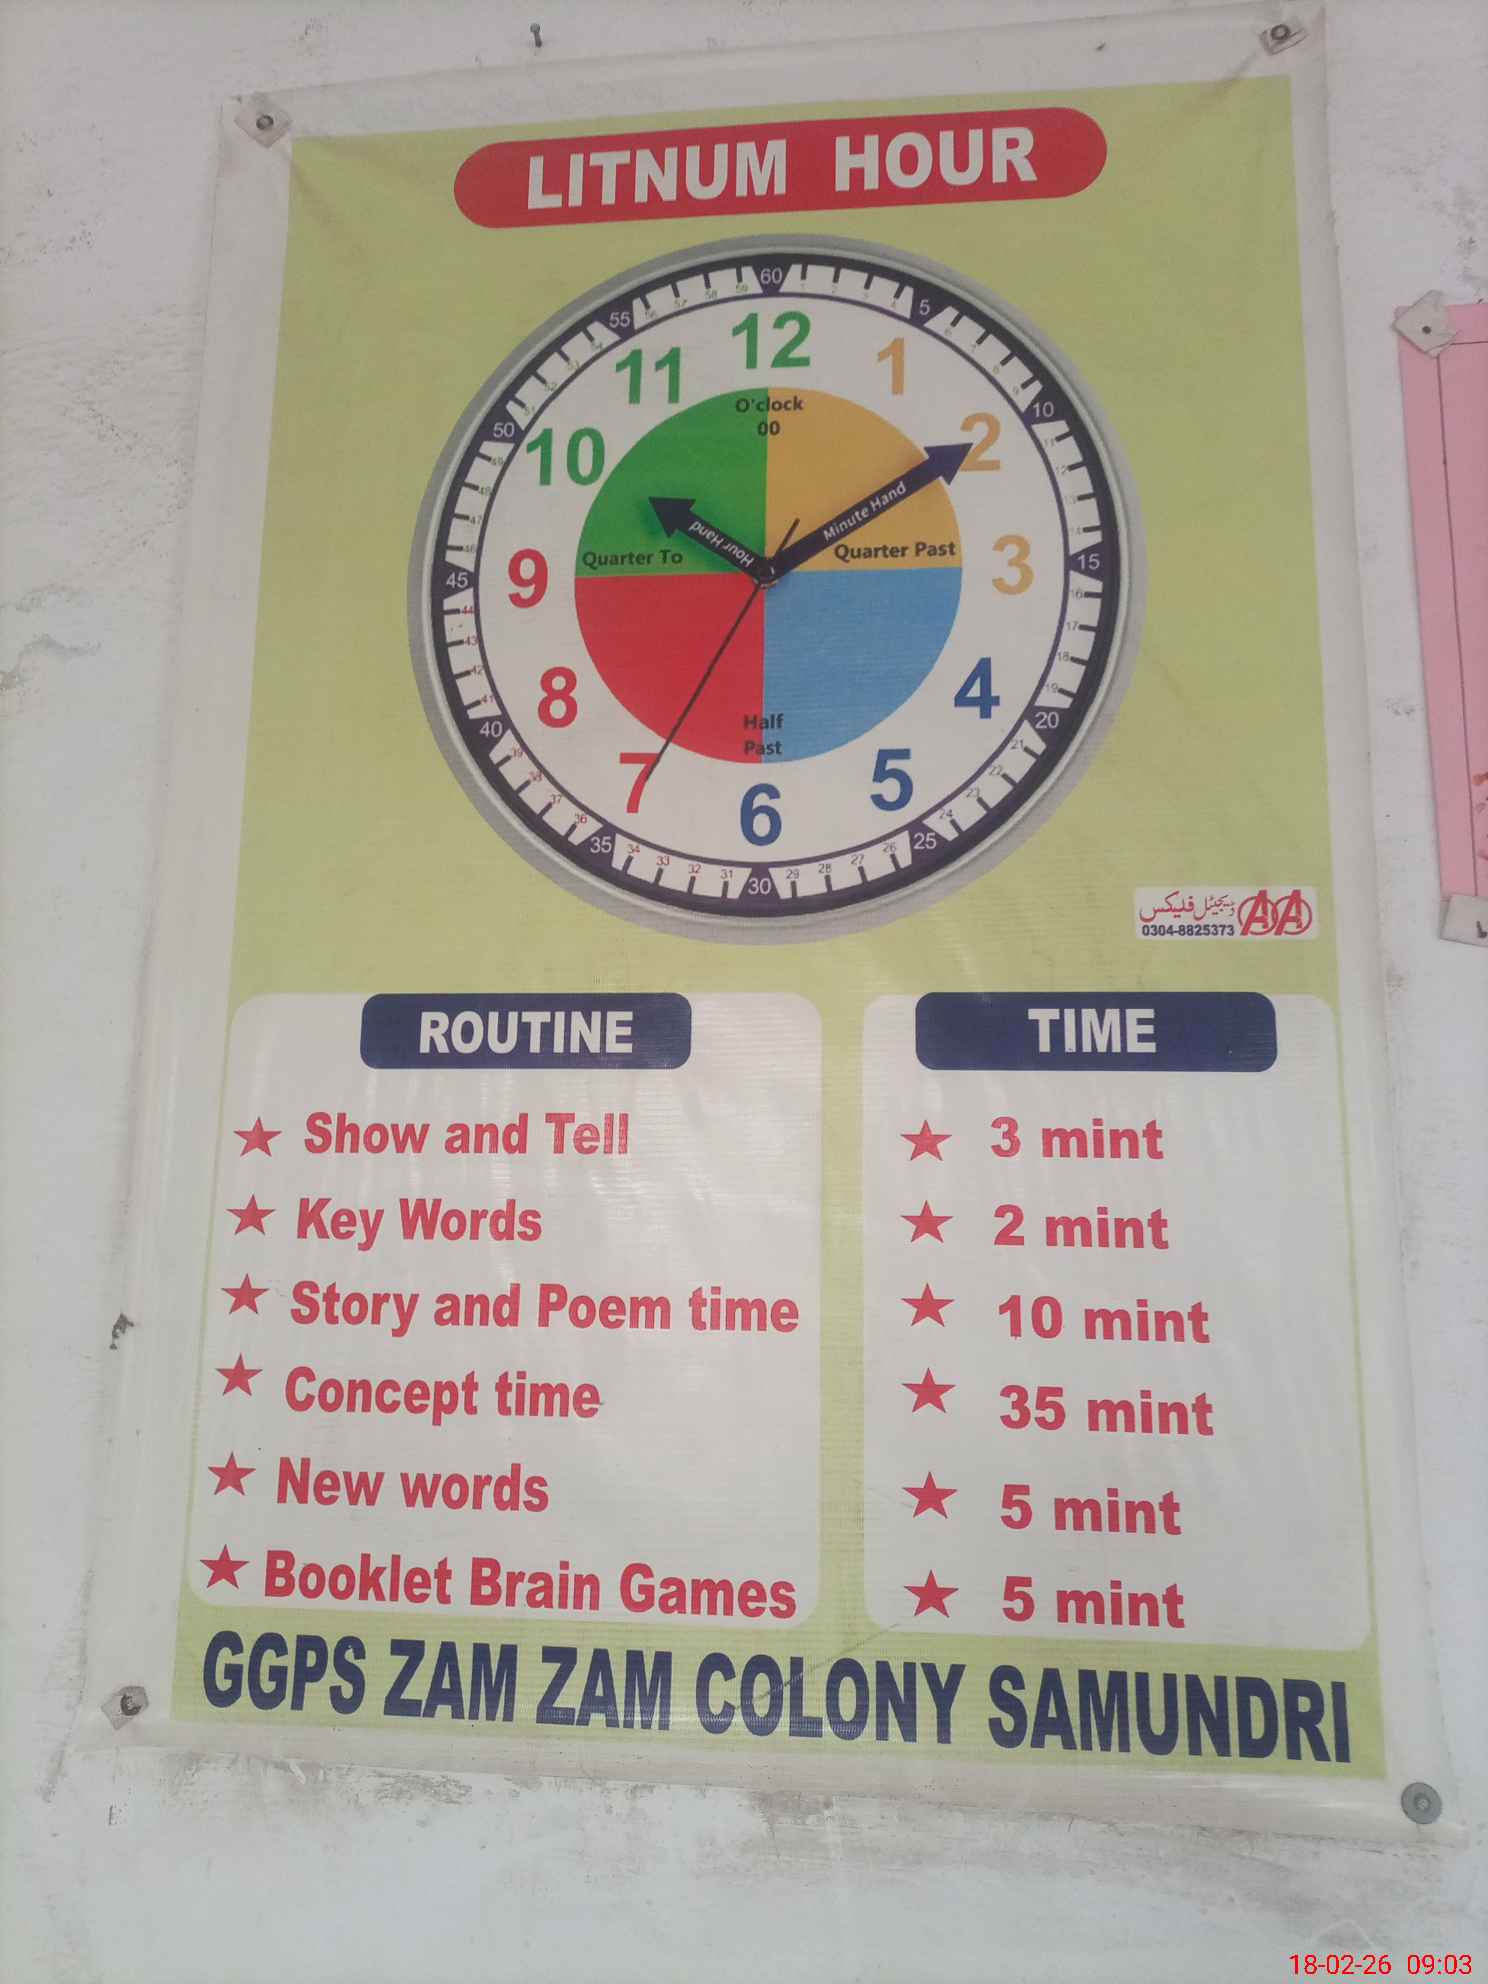 LITNUM HOUR
60
55
5
50
10
45
15
40
20
35
25
30
12
11
1
10
2
9
3
8
4
7
5
6
O'clock
00
Hour Hand
Minute Hand
Quarter To
Quarter Past
Half
Past
ڈیجیٹل فلیکس
0304-8825373 AA
ROUTINE
TIME
Show and Tell
3 mint
Key Words
2 mint
Story and Poem time
10 mint
Concept time
35 mint
New words
5 mint
Booklet Brain Games
5 mint
GGPS ZAM ZAM COLONY SAMUNDRI
18-02-26 09:03